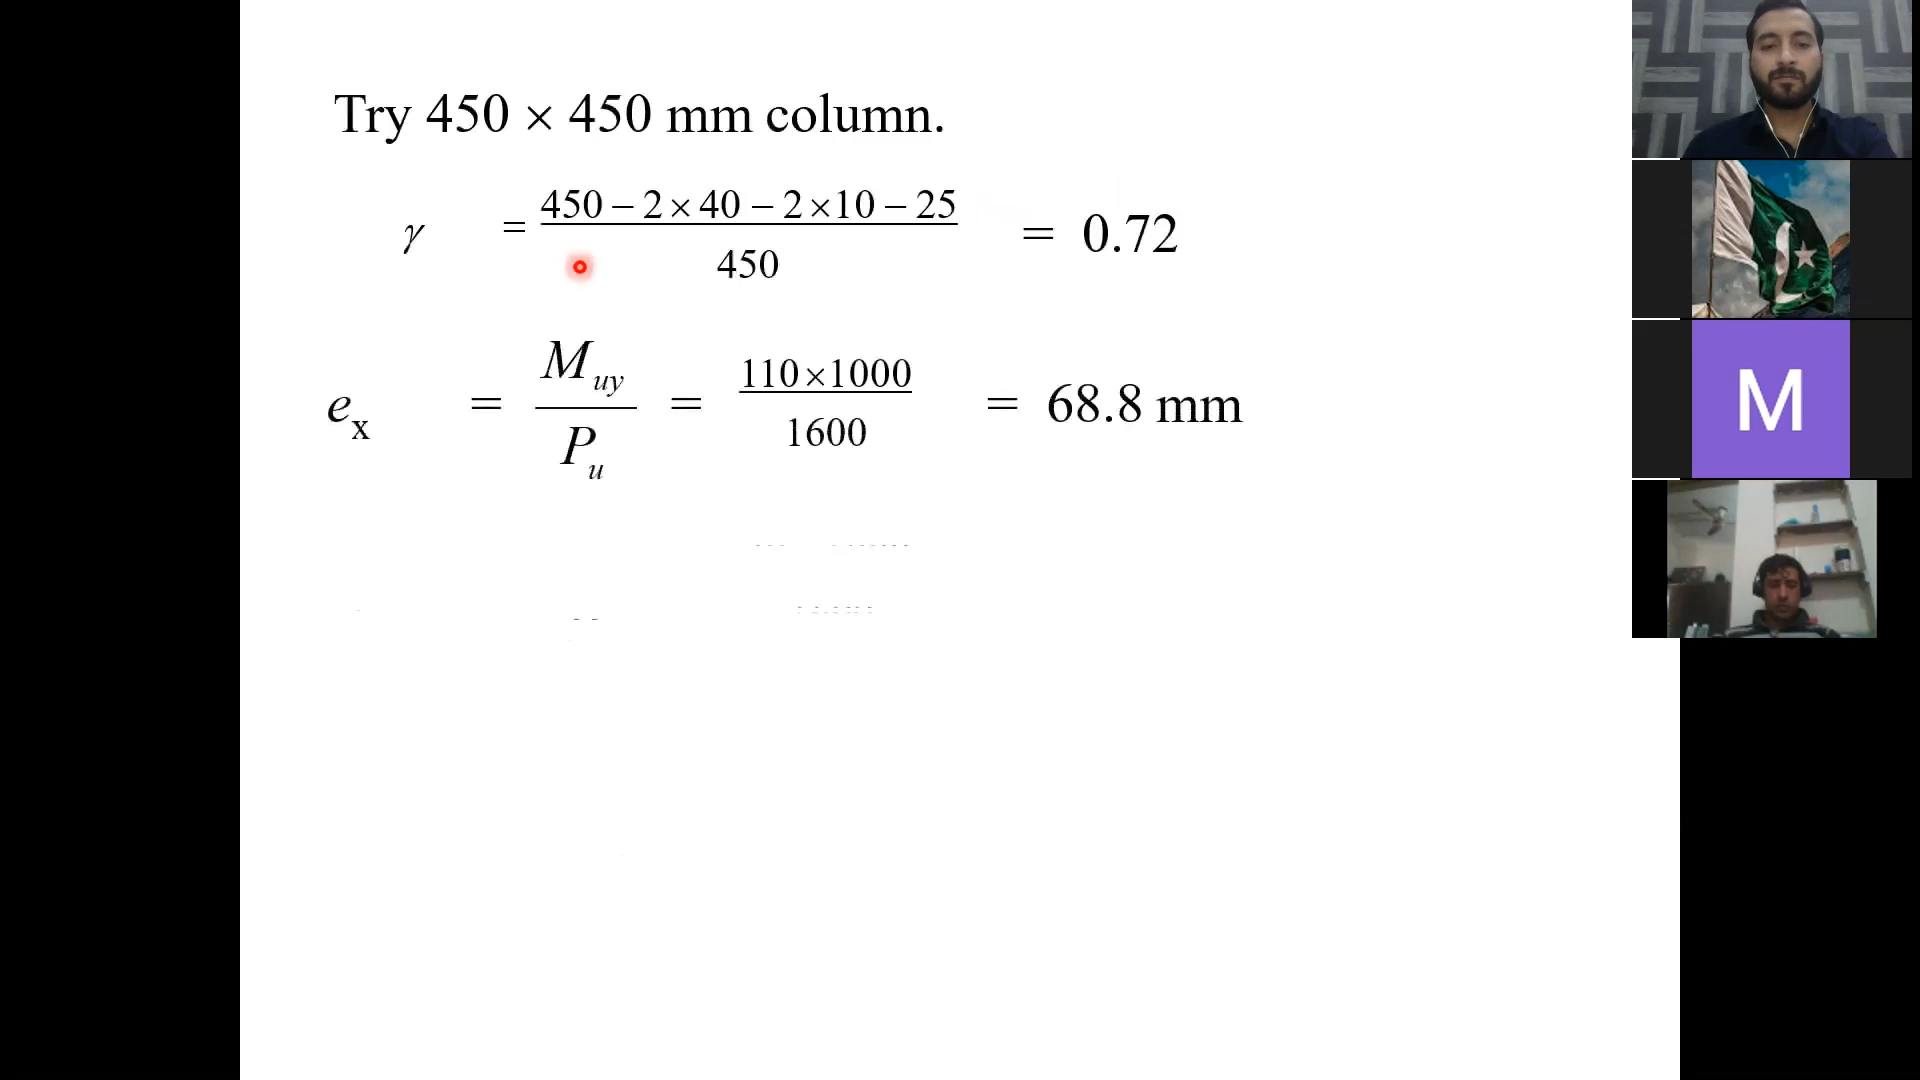 Try 450 × 450 mm column.
γ = (450 − 2 × 40 − 2 × 10 − 25) / 450 = 0.72
eₓ = M_uy / P_u = (110 × 1000) / 1600 = 68.8 mm
M